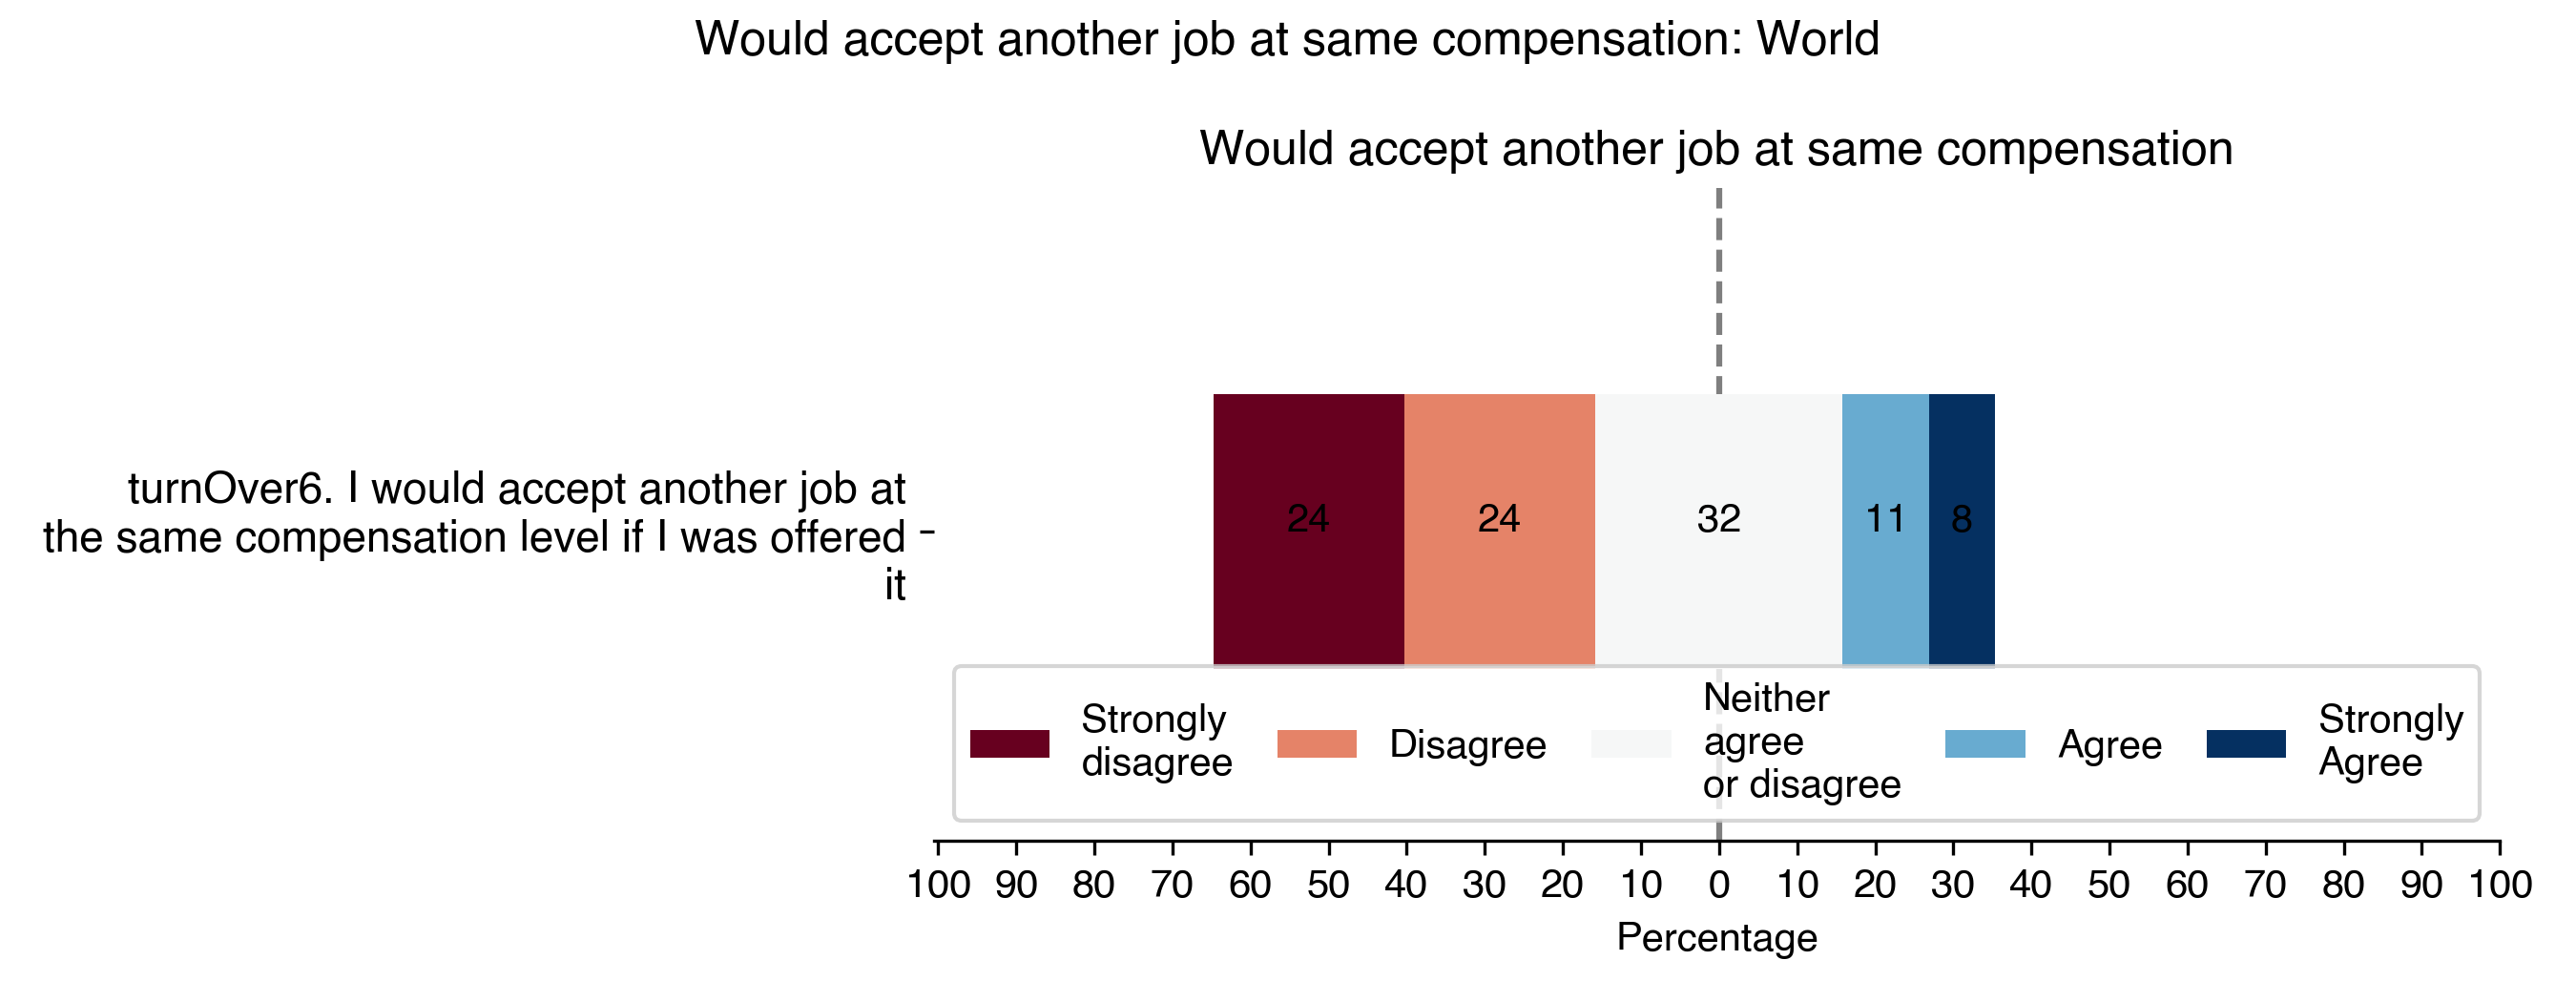 Would accept another job at same compensation: World
Would accept another job at same compensation
turnOver6. I would accept another job at
the same compensation level if I was offered
it
24 24 32 11 8
Strongly
disagree
Disagree
Neither
agree
or disagree
Agree
Strongly
Agree
100 90 80 70 60 50 40 30 20 10 0 10 20 30 40 50 60 70 80 90 100
Percentage